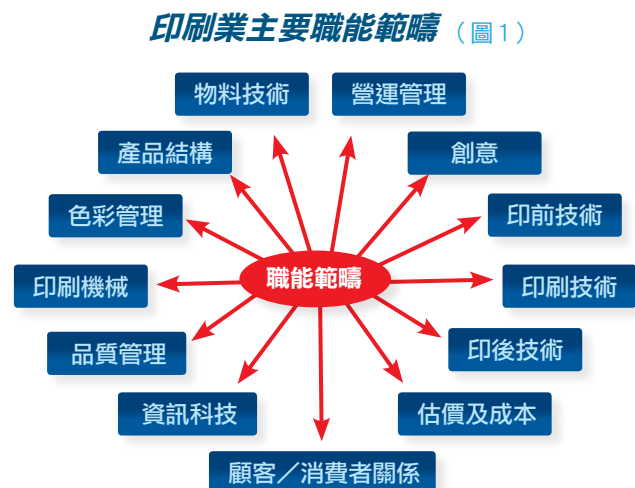 印刷業主要職能範疇（圖1）
物料技術
營運管理
產品結構
創意
色彩管理
印前技術
職能範疇
印刷機械
印刷技術
品質管理
印後技術
資訊科技
估價及成本
顧客／消費者關係